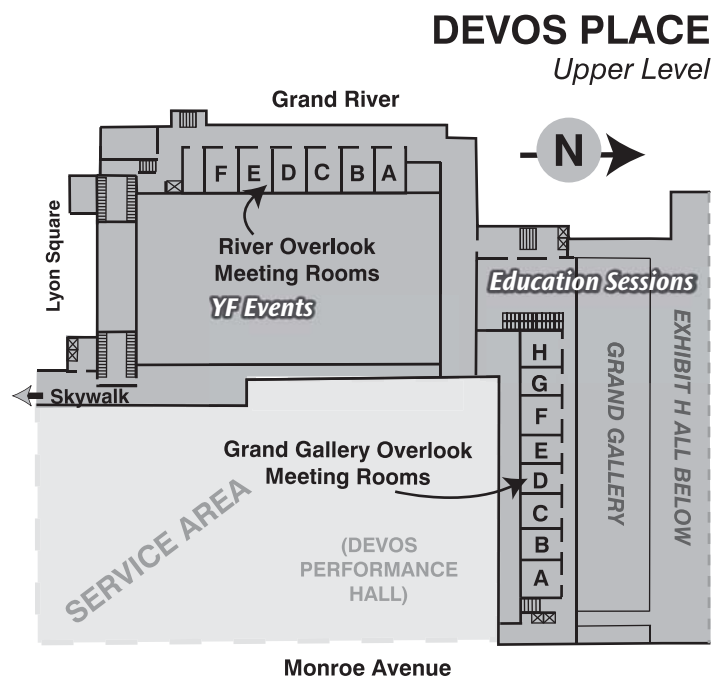 DEVOS PLACE
Upper Level
Grand River
N
F E D C B A
Lyon Square
River Overlook
Meeting Rooms
YF Events
Education Sessions
Skywalk
H
G
F
E
D
C
B
A
GRAND GALLERY
EXHIBIT H ALL BELOW
Grand Gallery Overlook
Meeting Rooms
SERVICE AREA
(DEVOS
PERFORMANCE
HALL)
Monroe Avenue